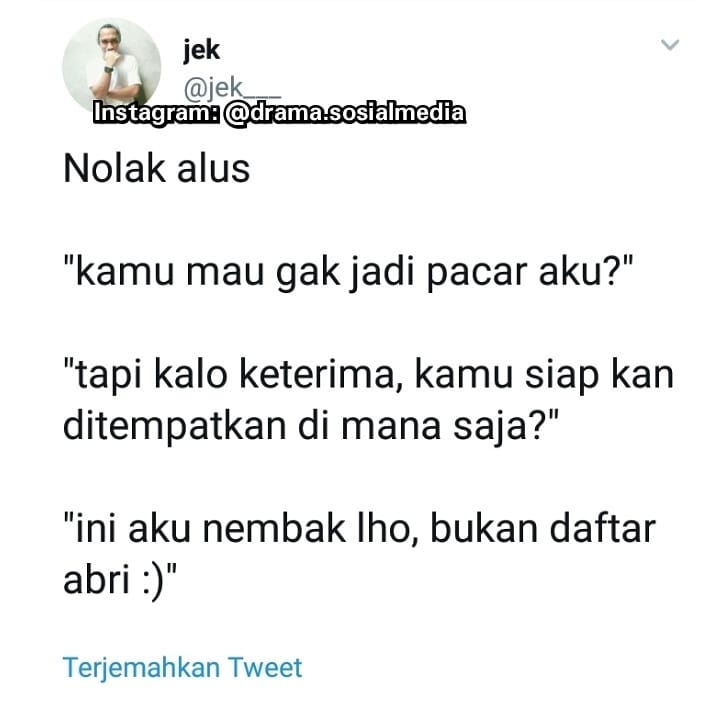 jek
@jek___
Instagram: @drama.sosialmedia
Nolak alus
"kamu mau gak jadi pacar aku?"
"tapi kalo keterima, kamu siap kan
ditempatkan di mana saja?"
"ini aku nembak lho, bukan daftar
abri :)"
Terjemahkan Tweet